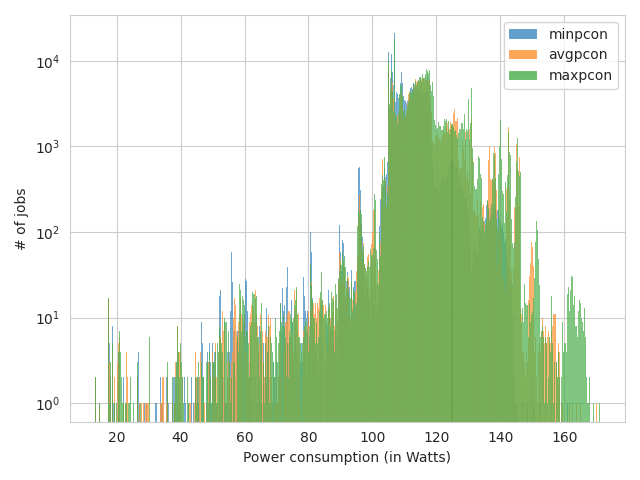 minpcon
avgpcon
maxpcon
10^4
10^3
10^2
10^1
10^0
# of jobs
20 40 60 80 100 120 140 160
Power consumption (in Watts)